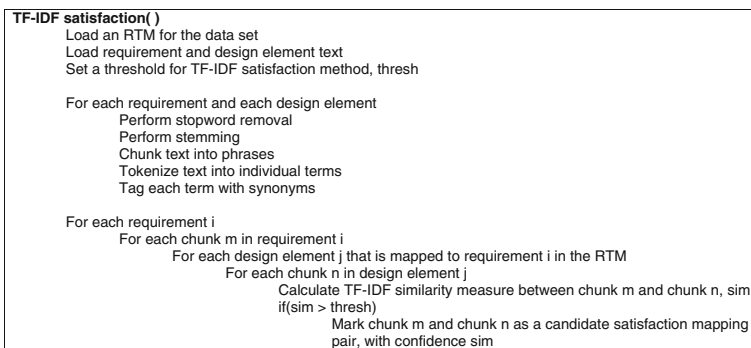 TF-IDF satisfaction( )
Load an RTM for the data set
Load requirement and design element text
Set a threshold for TF-IDF satisfaction method, thresh
For each requirement and each design element
Perform stopword removal
Perform stemming
Chunk text into phrases
Tokenize text into individual terms
Tag each term with synonyms
For each requirement i
For each chunk m in requirement i
For each design element j that is mapped to requirement i in the RTM
For each chunk n in design element j
Calculate TF-IDF similarity measure between chunk m and chunk n, sim
if(sim > thresh)
Mark chunk m and chunk n as a candidate satisfaction mapping
pair, with confidence sim